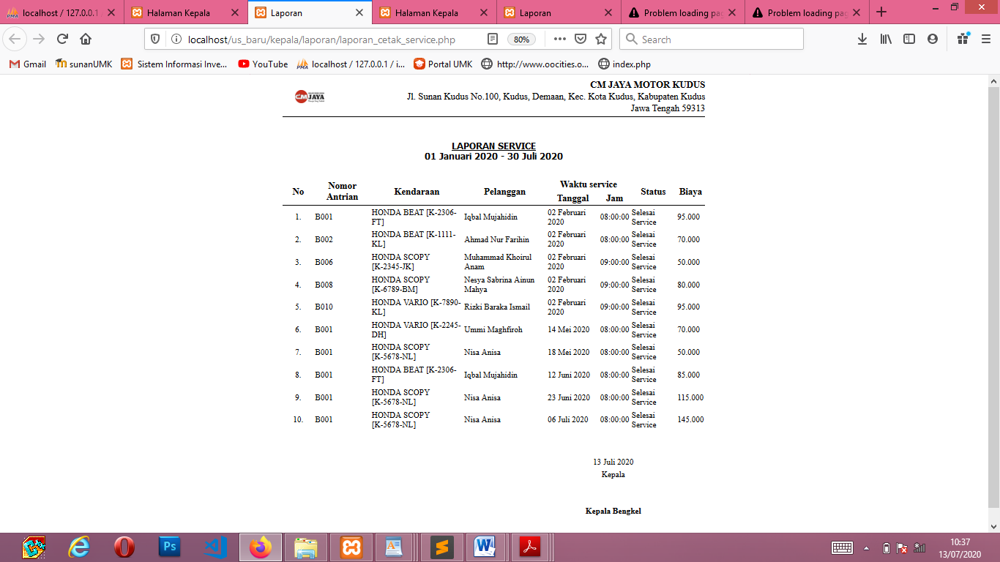 localhost / 127.0.0.1
Halaman Kepala
Laporan
Halaman Kepala
Laporan
Problem loading pag
Problem loading pag
localhost/us_baru/kepala/laporan/laporan_cetak_service.php
80%
Search
Gmail
sunanUMK
Sistem Informasi Inve...
YouTube
localhost / 127.0.0.1 / i...
Portal UMK
http://www.oocities.o...
index.php
CM JAYA
CM JAYA MOTOR KUDUS
Jl. Sunan Kudus No.100, Kudus, Demaan, Kec. Kota Kudus, Kabupaten Kudus
Jawa Tengah 59313
LAPORAN SERVICE
01 Januari 2020 - 30 Juli 2020
No Nomor Antrian Kendaraan Pelanggan Waktu service Status Biaya
Tanggal Jam
1. B001 HONDA BEAT [K-2306-FT] Iqbal Mujahidin 02 Februari 2020 08:00:00 Selesai Service 95.000
2. B002 HONDA BEAT [K-1111-KL] Ahmad Nur Farihin 02 Februari 2020 08:00:00 Selesai Service 70.000
3. B006 HONDA SCOPY [K-2345-JK] Muhammad Khoirul Anam 02 Februari 2020 09:00:00 Selesai Service 50.000
4. B008 HONDA SCOPY [K-6789-BM] Nesya Sabrina Ainun Mahya 02 Februari 2020 09:00:00 Selesai Service 80.000
5. B010 HONDA VARIO [K-7890-KL] Rizki Baraka Ismail 02 Februari 2020 09:00:00 Selesai Service 95.000
6. B001 HONDA VARIO [K-2245-DH] Ummi Maghfiroh 14 Mei 2020 08:00:00 Selesai Service 70.000
7. B001 HONDA SCOPY [K-5678-NL] Nisa Anisa 18 Mei 2020 08:00:00 Selesai Service 50.000
8. B001 HONDA BEAT [K-2306-FT] Iqbal Mujahidin 12 Juni 2020 08:00:00 Selesai Service 85.000
9. B001 HONDA SCOPY [K-5678-NL] Nisa Anisa 23 Juni 2020 08:00:00 Selesai Service 115.000
10. B001 HONDA SCOPY [K-5678-NL] Nisa Anisa 06 Juli 2020 08:00:00 Selesai Service 145.000
13 Juli 2020
Kepala
Kepala Bengkel
Ps
10:37
13/07/2020